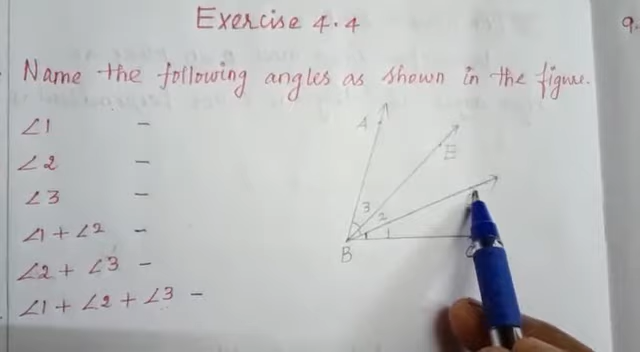 Exercise 4.4
9.
Name the following angles as shown in the figure.
∠1 -
∠2 -
∠3 -
∠1 + ∠2 -
∠2 + ∠3 -
∠1 + ∠2 + ∠3 -
A
E
3
2
1
B